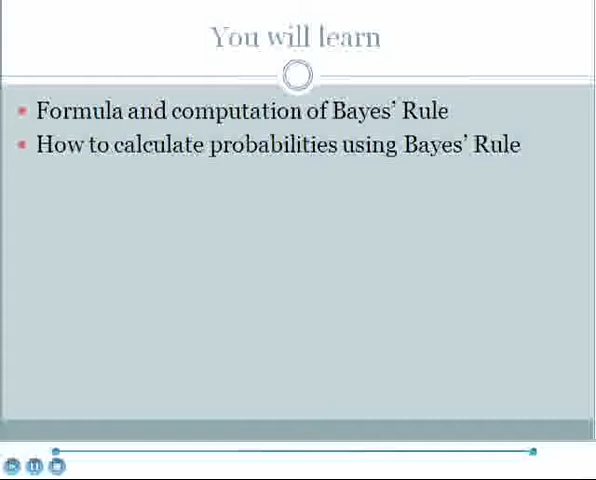 You will learn
Formula and computation of Bayes’ Rule
How to calculate probabilities using Bayes’ Rule